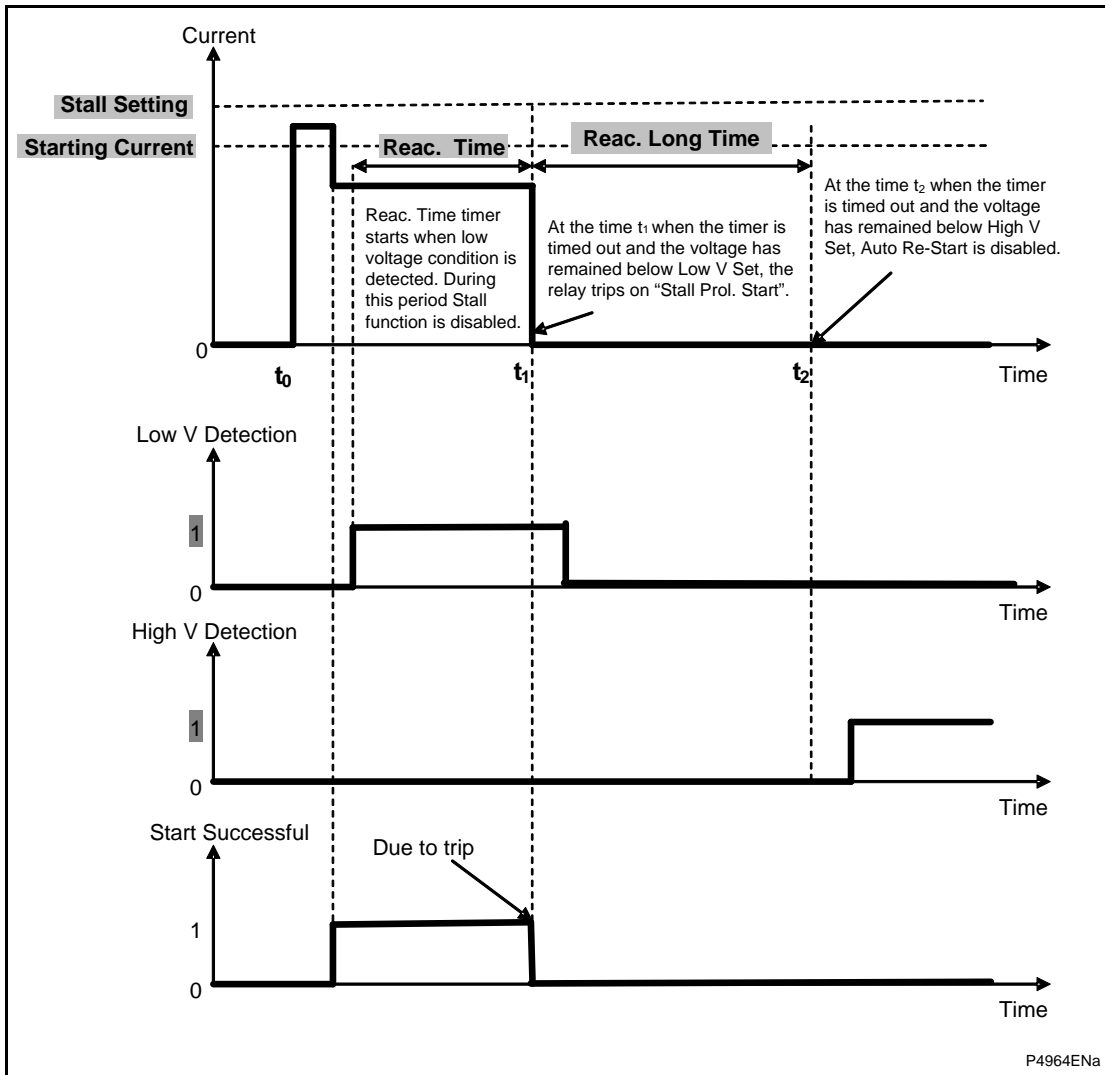 Current
Stall Setting
Starting Current
Reac. Time
Reac. Long Time
Reac. Time timer
starts when low
voltage condition is
detected. During
this period Stall
function is disabled.
At the time t1 when the timer is
timed out and the voltage has
remained below Low V Set, the
relay trips on “Stall Prol. Start”.
At the time t2 when the timer
is timed out and the voltage
has remained below High V
Set, Auto Re-Start is disabled.
0
t0
t1
t2
Time
Low V Detection
1
0
Time
High V Detection
1
0
Time
Start Successful
Due to trip
1
0
Time
P4964ENa